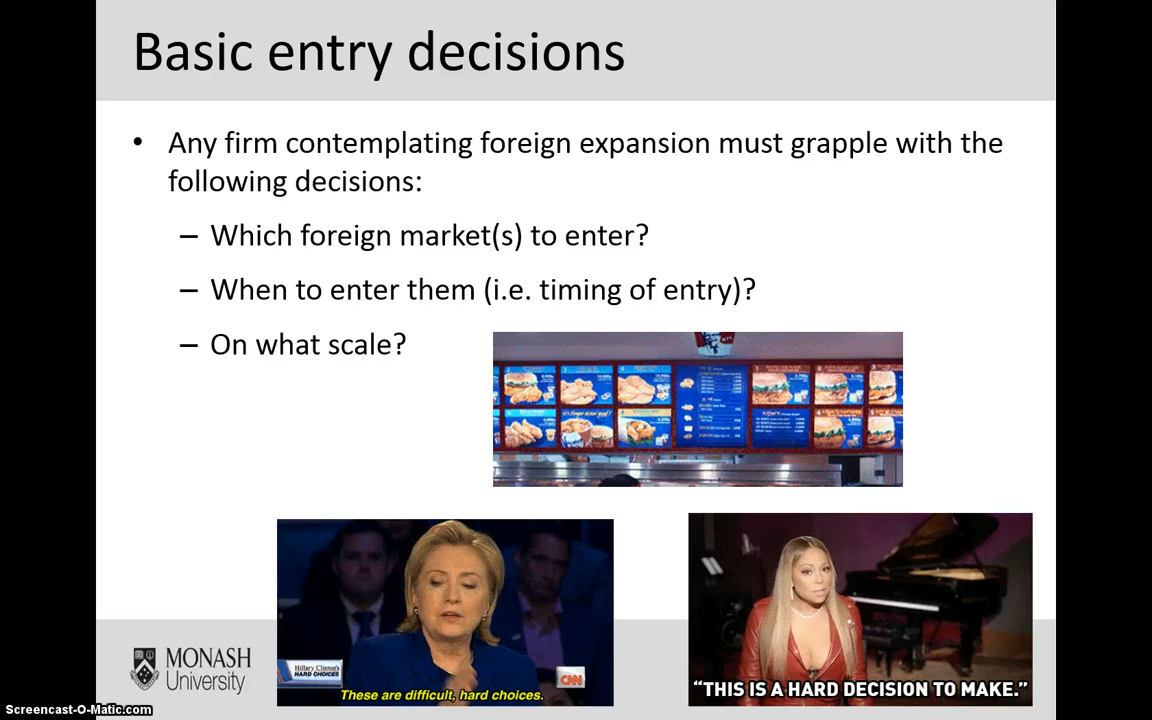 Basic entry decisions
• Any firm contemplating foreign expansion must grapple with the
following decisions:
– Which foreign market(s) to enter?
– When to enter them (i.e. timing of entry)?
– On what scale?
MONASH
University
Hillary Clinton's
HARD CHOICES
CNN
These are difficult, hard choices.
“THIS IS A HARD DECISION TO MAKE.”
Screencast-O-Matic.com